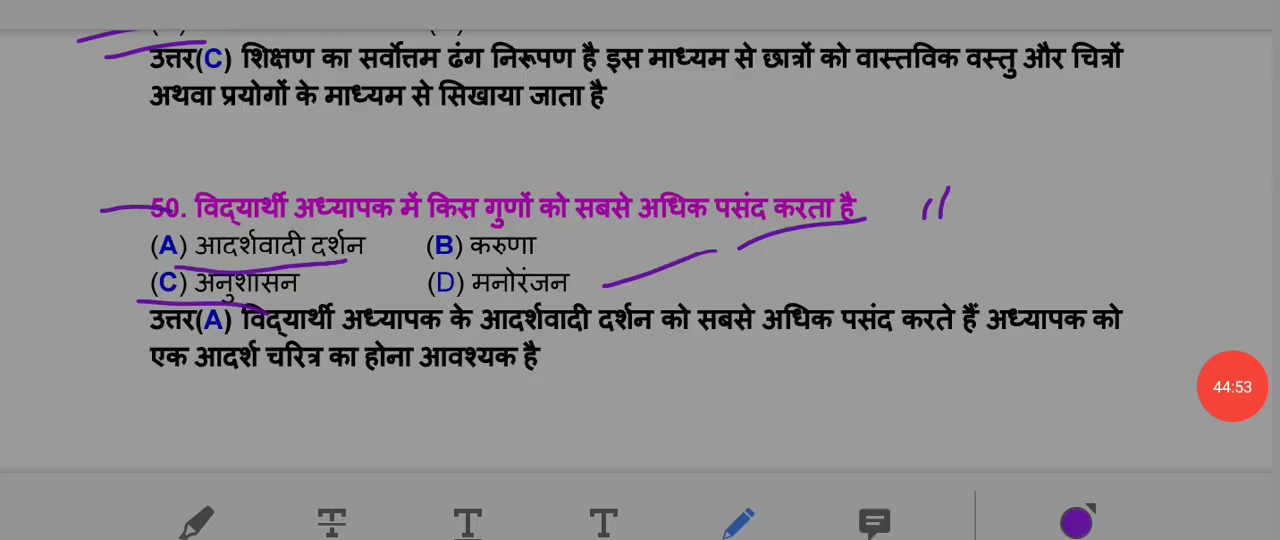 उत्तर(C) शिक्षण का सर्वोत्तम ढंग निरूपण है इस माध्यम से छात्रों को वास्तविक वस्तु और चित्रों
अथवा प्रयोगों के माध्यम से सिखाया जाता है
50. विद्यार्थी अध्यापक में किस गुणों को सबसे अधिक पसंद करता है
(A) आदर्शवादी दर्शन (B) करुणा
(C) अनुशासन (D) मनोरंजन
उत्तर(A) विद्यार्थी अध्यापक के आदर्शवादी दर्शन को सबसे अधिक पसंद करते हैं अध्यापक को
एक आदर्श चरित्र का होना आवश्यक है
44:53